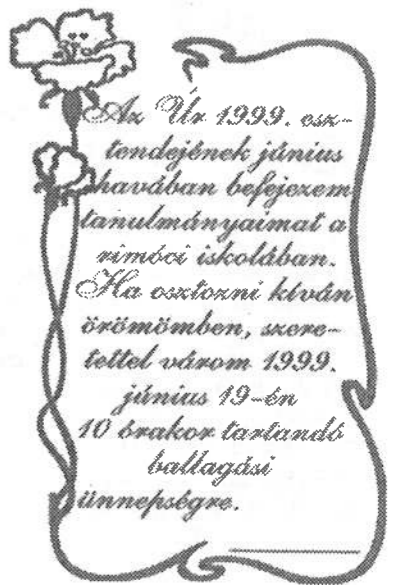 Az Úr 1999. esz-
tendejének június
havában befejezem
tanulmányaimat a
rimóci iskolában.
Ha osztozni kíván
örömömben, szere-
tettel várom 1999.
június 19-én
10 órakor tartandó
ballagási
ünnepségre.